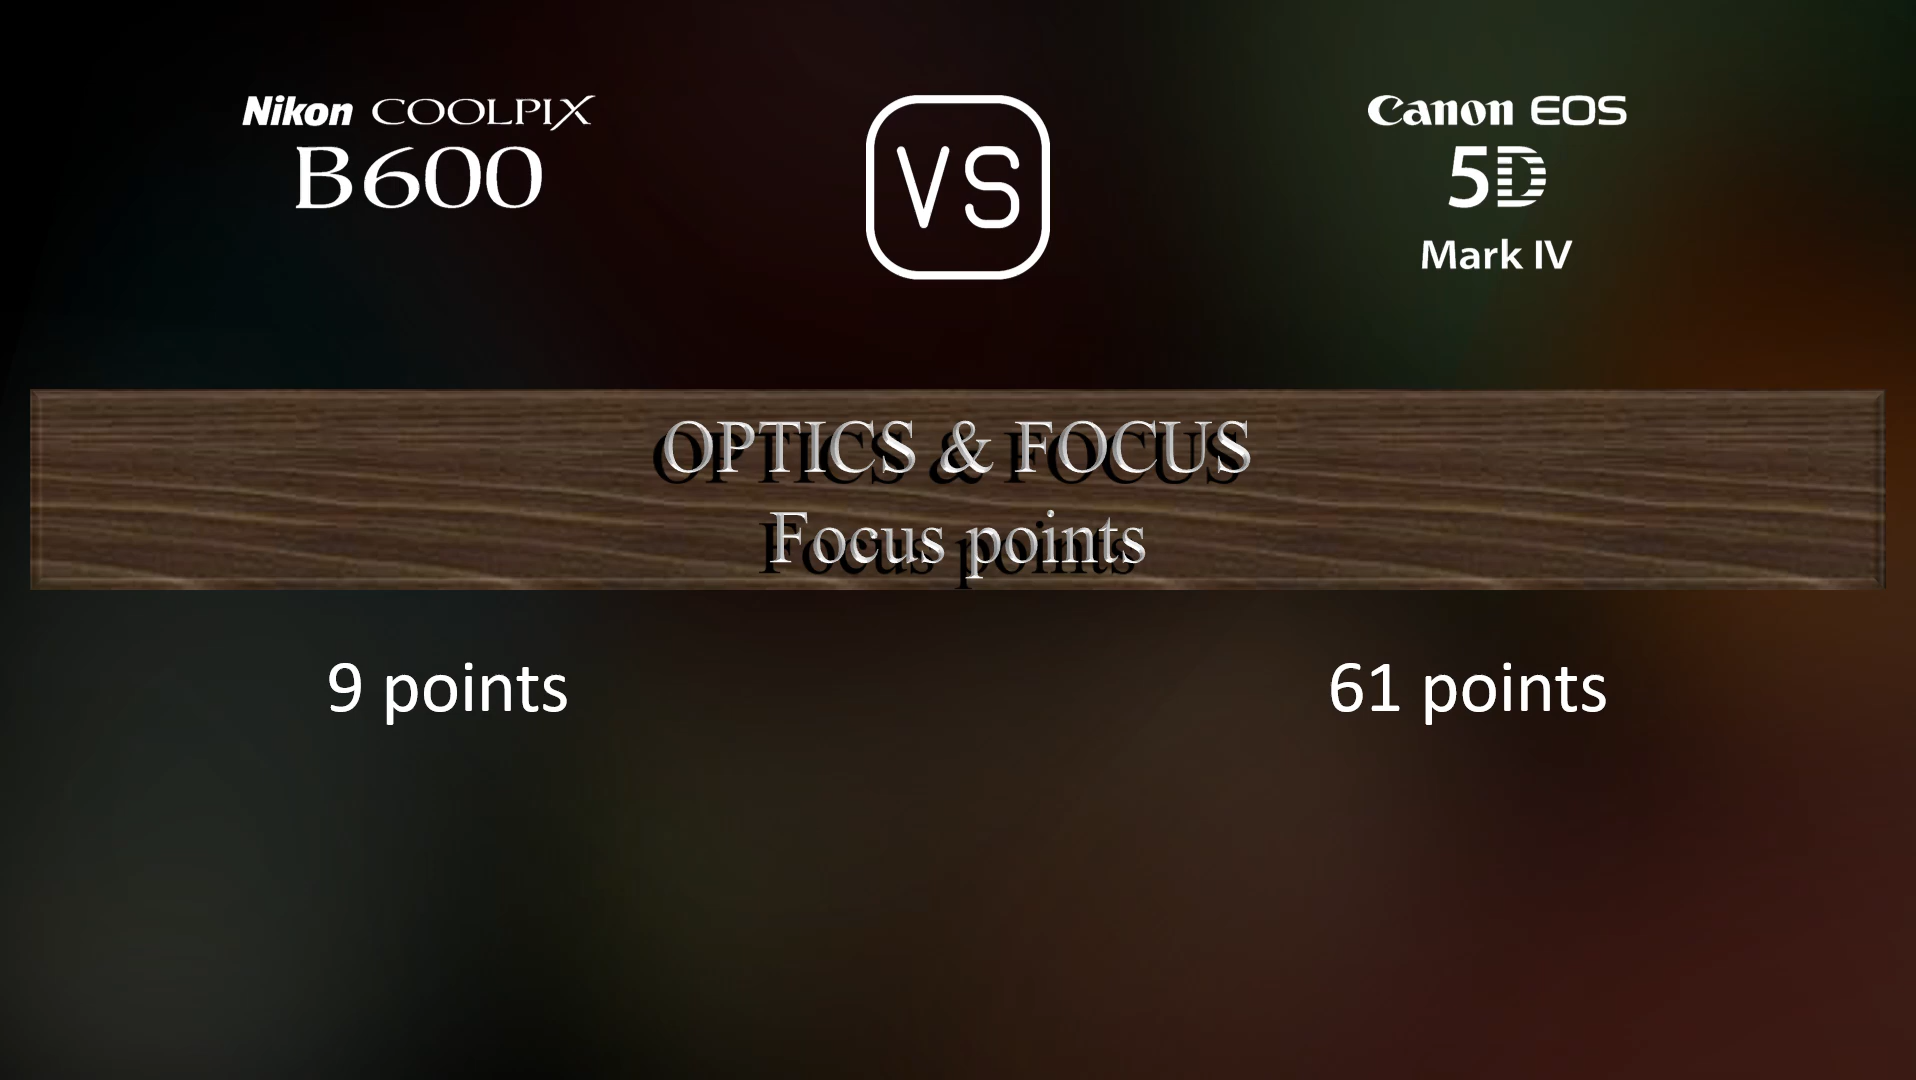 Nikon COOLPIX
B600
VS
Canon EOS
5D
Mark IV
OPTICS & FOCUS
Focus points
9 points
61 points